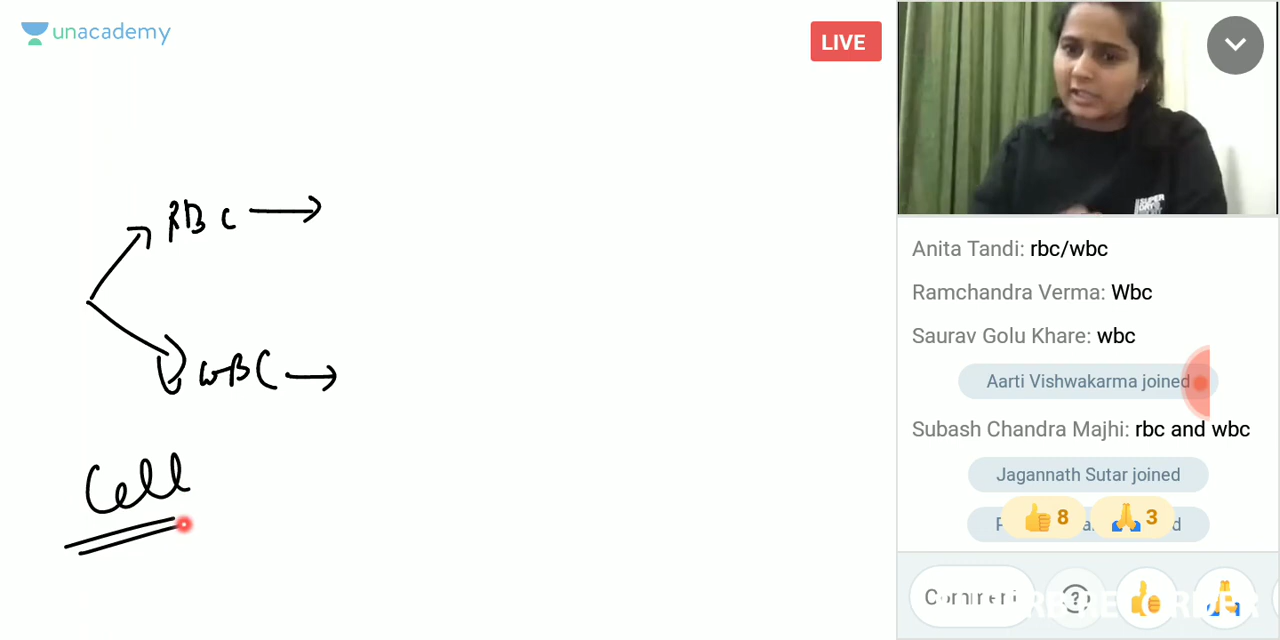 unacademy
LIVE
RBC
WBC
Cell
SUPER
Anita Tandi: rbc/wbc
Ramchandra Verma: Wbc
Saurav Golu Khare: wbc
Aarti Vishwakarma joined
Subash Chandra Majhi: rbc and wbc
Jagannath Sutar joined
8
3